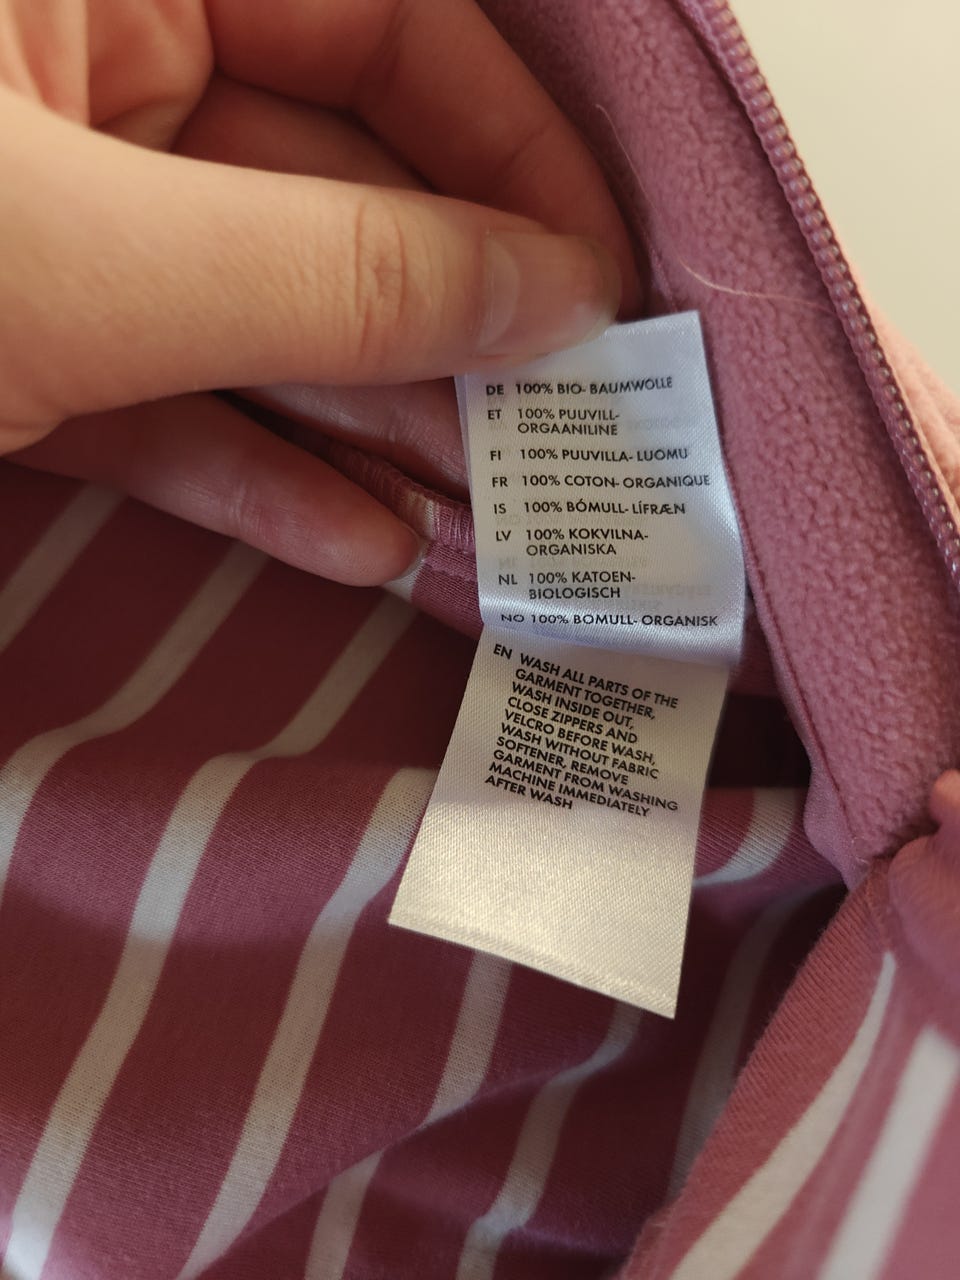 DE 100% BIO- BAUMWOLLE
ET 100% PUUVILL-
ORGAANILINE
FI 100% PUUVILLA- LUOMU
FR 100% COTON- ORGANIQUE
IS 100% BÓMULL- LÍFRÆN
LV 100% KOKVILNA-
ORGANISKA
NL 100% KATOEN-
BIOLOGISCH
NO 100% BOMULL- ORGANISK
EN WASH ALL PARTS OF THE
GARMENT TOGETHER,
WASH INSIDE OUT,
CLOSE ZIPPERS AND
VELCRO BEFORE WASH,
WASH WITHOUT FABRIC
SOFTENER, REMOVE
GARMENT FROM WASHING
MACHINE IMMEDIATELY
AFTER WASH